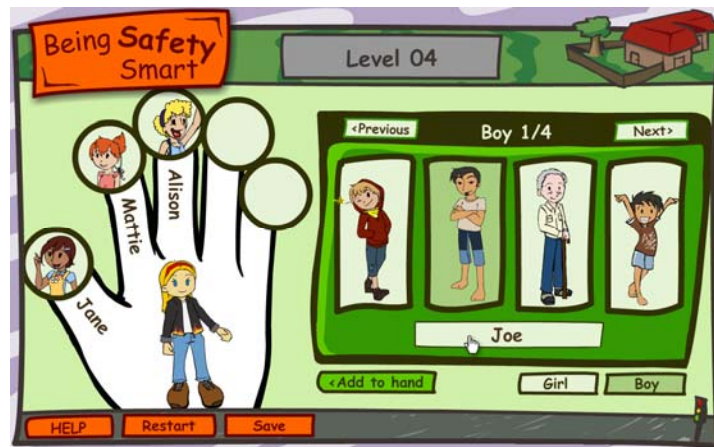 Being Safety
Smart
Level 04
<Previous
Boy 1/4
Next>
Alison
Mattie
Jane
Joe
<Add to hand
Girl
Boy
HELP
Restart
Save